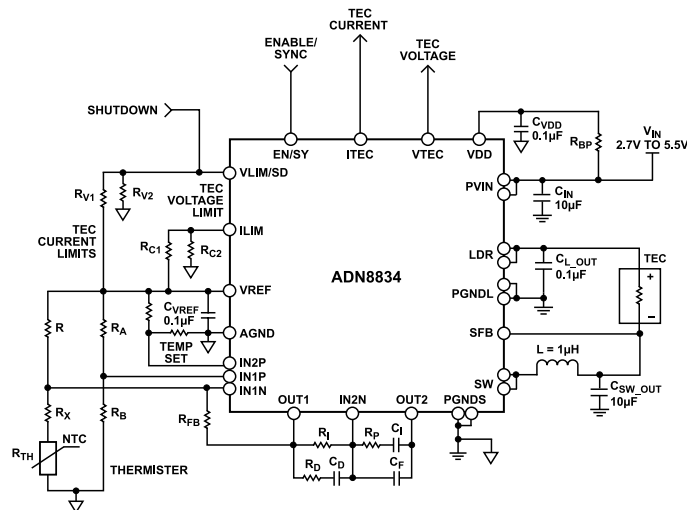 TEC
CURRENT
ENABLE/
SYNC
TEC
VOLTAGE
SHUTDOWN
CVDD
0.1µF
RBP
VIN
2.7V TO 5.5V
EN/SY
ITEC
VTEC
VDD
VLIM/SD
TEC
VOLTAGE
LIMIT
PVIN
CIN
10µF
RV1
RV2
TEC
CURRENT
LIMITS
RC1
RC2
ILIM
LDR
CL_OUT
0.1µF
TEC
+
–
ADN8834
VREF
PGNDL
R
RA
CVREF
0.1µF
AGND
TEMP
SET
SFB
IN2P
IN1P
IN1N
L = 1µH
SW
CSW_OUT
10µF
RX
RB
RFB
OUT1
IN2N
OUT2
PGNDS
RI
RP
CI
RD
CD
CF
RTH
NTC
THERMISTER